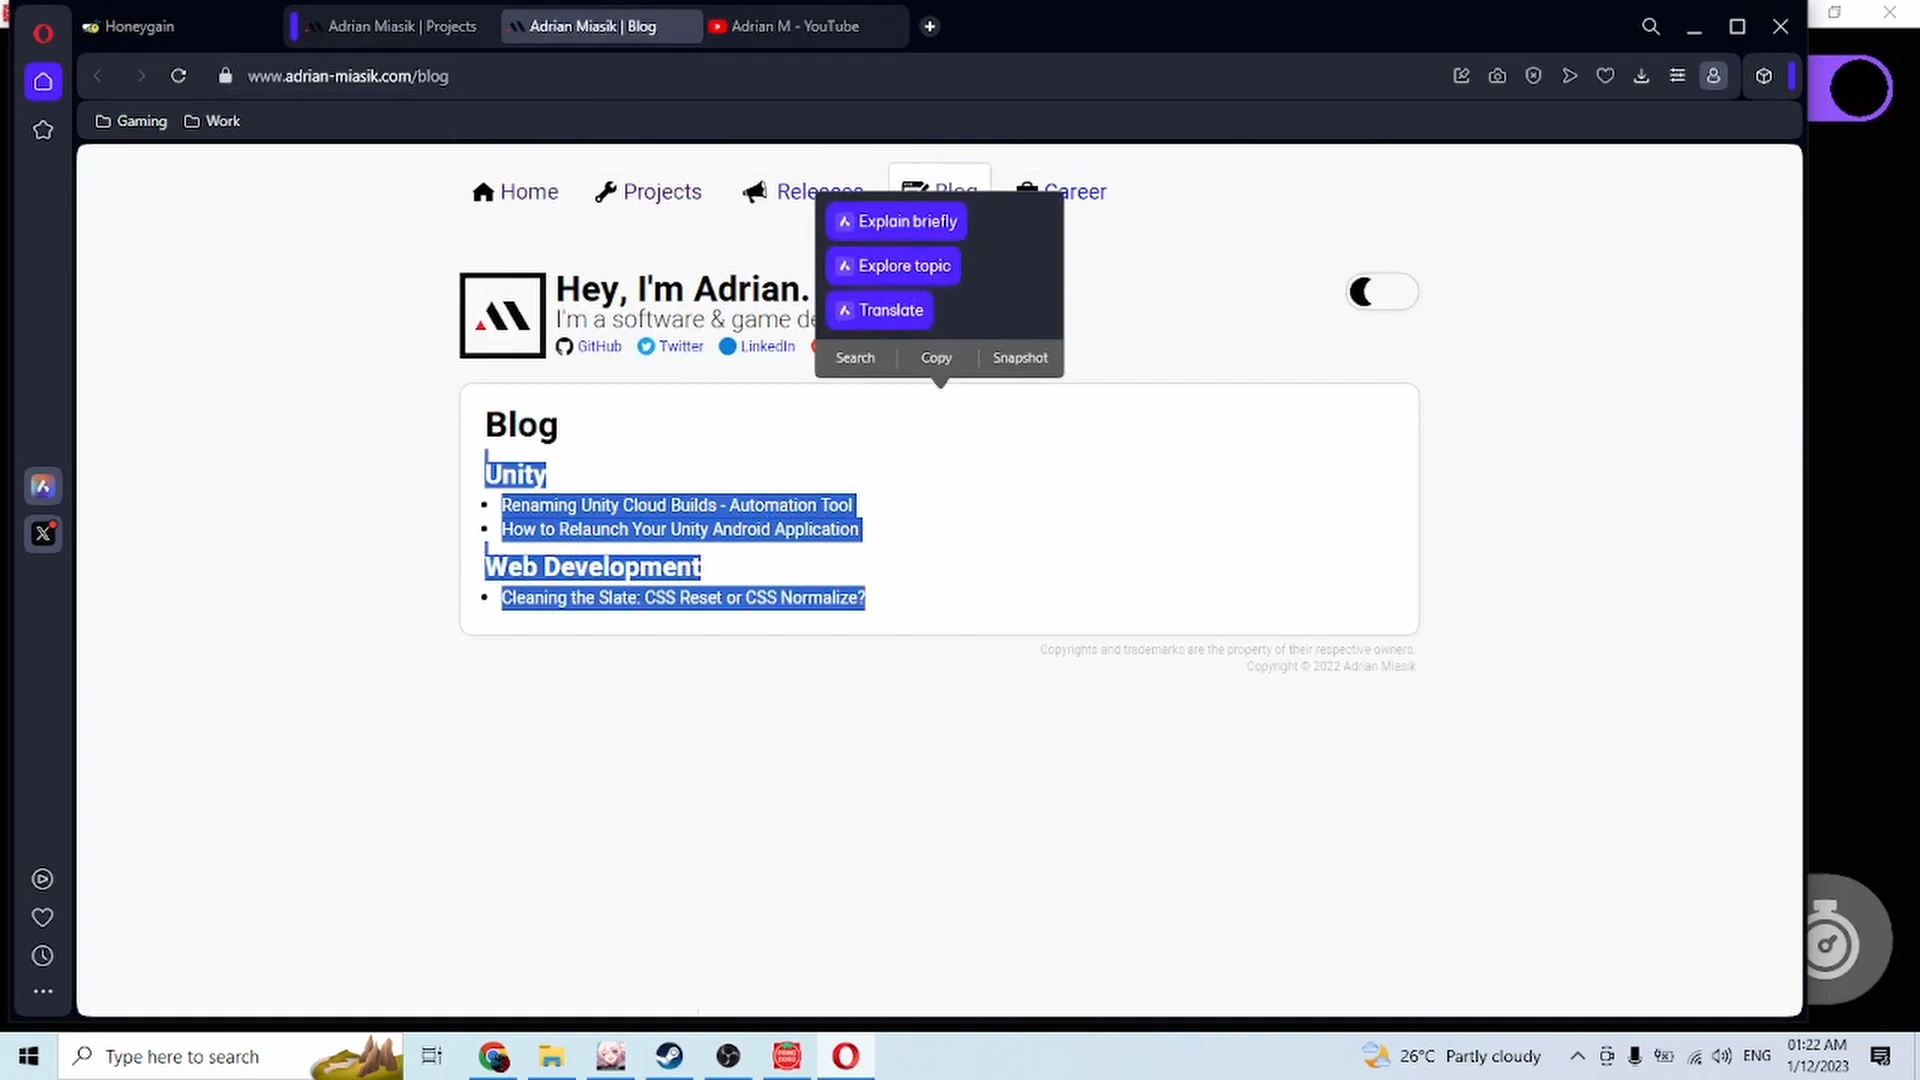 Honeygain
Adrian Miasik | Projects
Adrian Miasik | Blog
Adrian M - YouTube
www.adrian-miasik.com/blog
Gaming
Work
Home
Projects
Releases
Blog
Career
Explain briefly
Explore topic
Translate
Search
Copy
Snapshot
Hey, I'm Adrian.
I'm a software & game de
GitHub
Twitter
LinkedIn
Blog
Unity
Renaming Unity Cloud Builds - Automation Tool
How to Relaunch Your Unity Android Application
Web Development
Cleaning the Slate: CSS Reset or CSS Normalize?
Copyrights and trademarks are the property of their respective owners.
Copyright © 2022 Adrian Miasik
Type here to search
26°C Partly cloudy
ENG
01:22 AM
1/12/2023